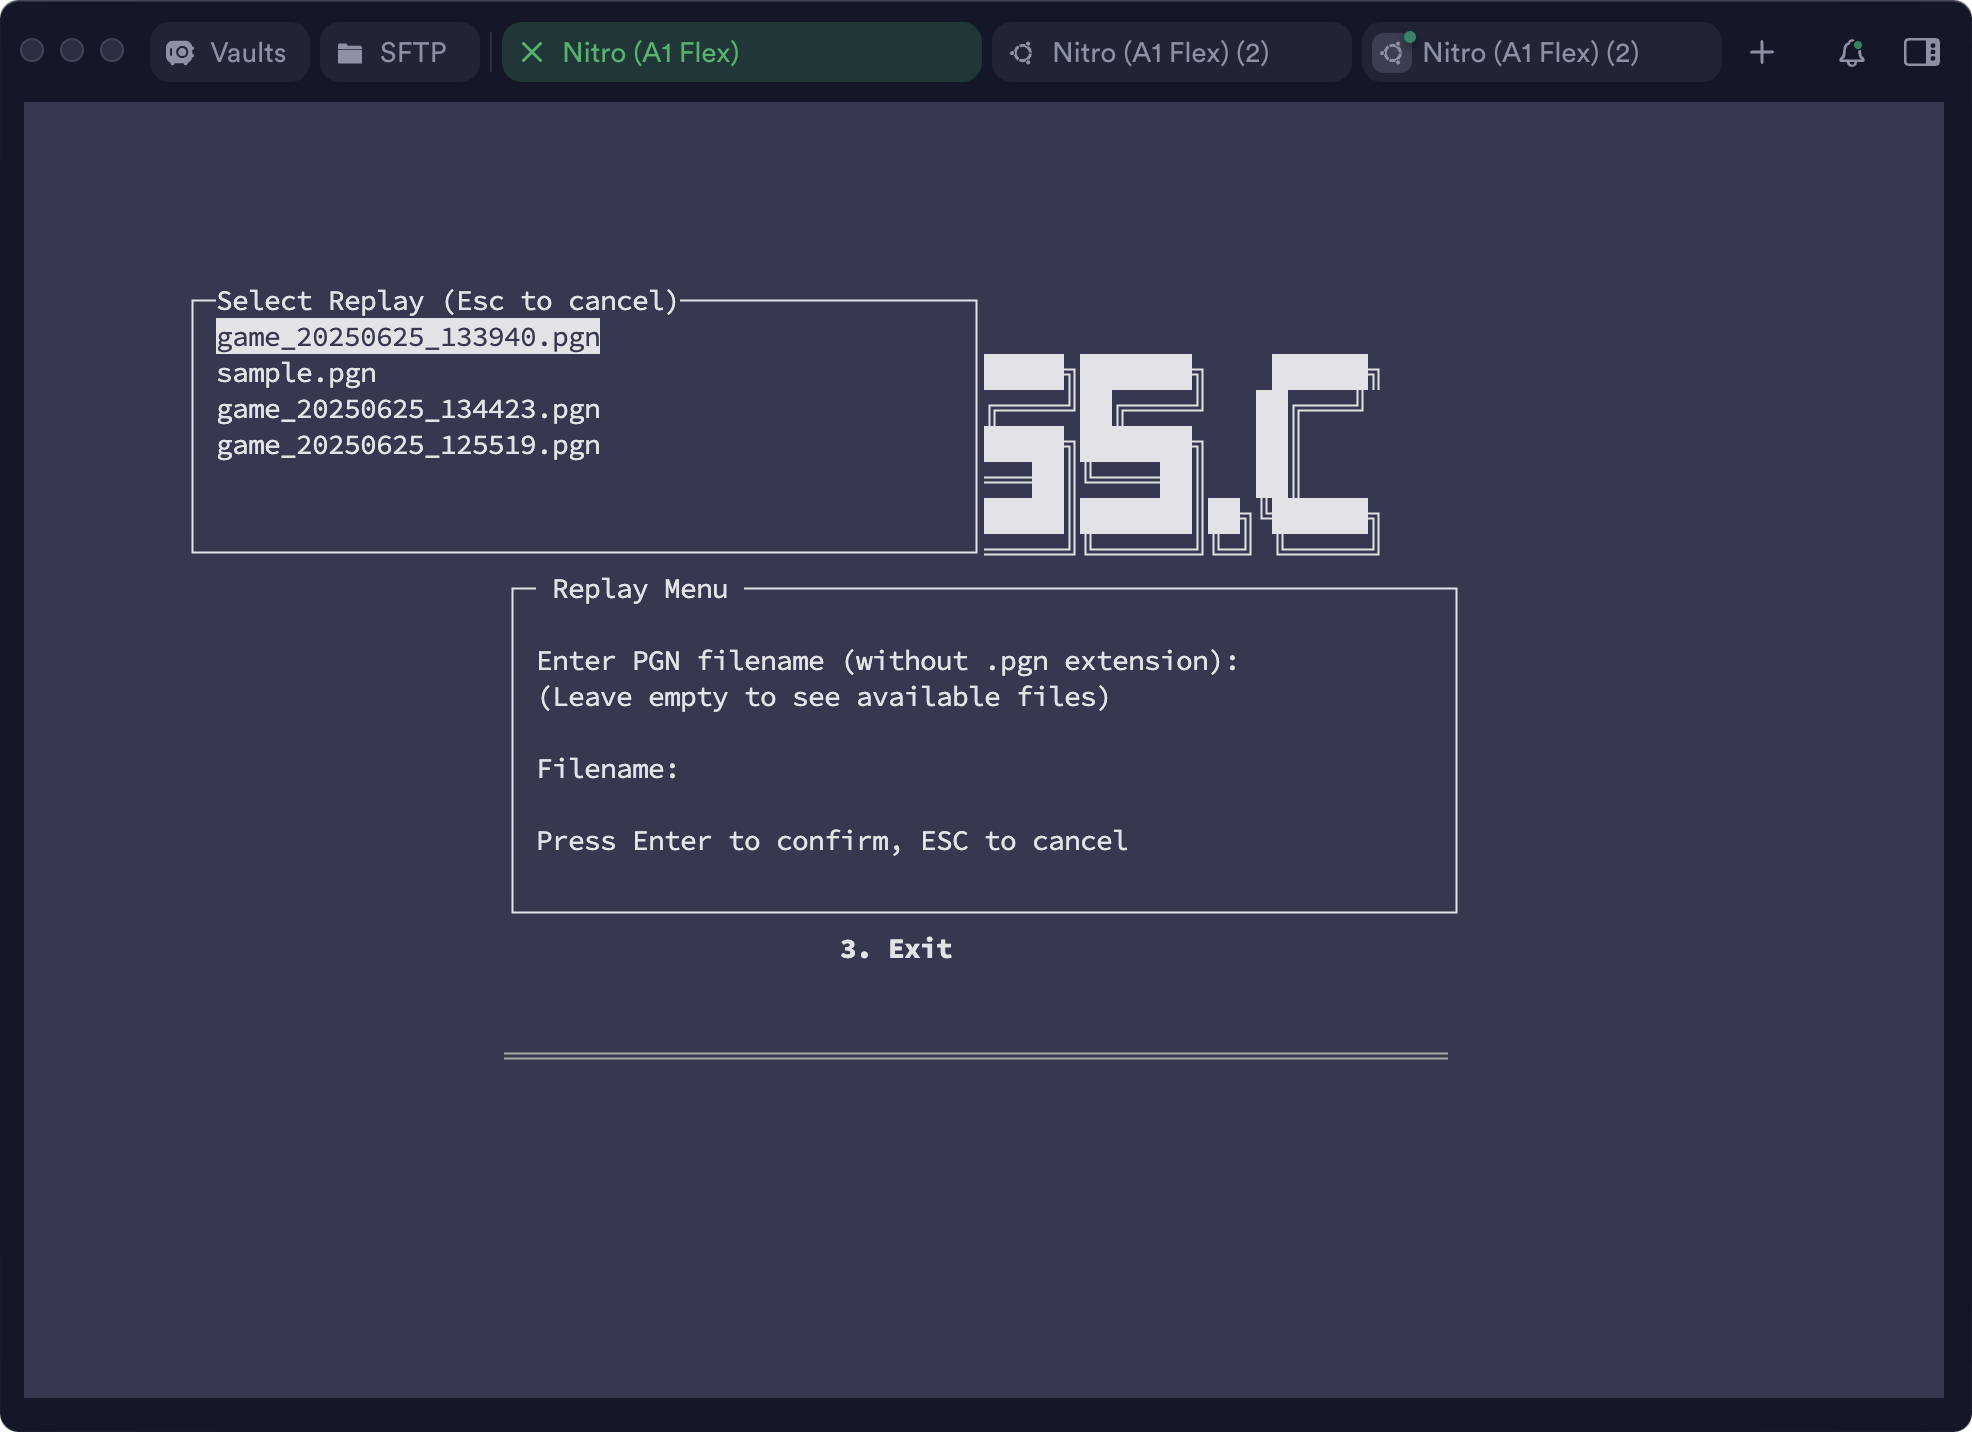 Vaults
SFTP
Nitro (A1 Flex)
Nitro (A1 Flex) (2)
Nitro (A1 Flex) (2)
Select Replay (Esc to cancel)
game_20250625_133940.pgn
sample.pgn
game_20250625_134423.pgn
game_20250625_125519.pgn
SS.C
Replay Menu
Enter PGN filename (without .pgn extension):
(Leave empty to see available files)
Filename:
Press Enter to confirm, ESC to cancel
3. Exit